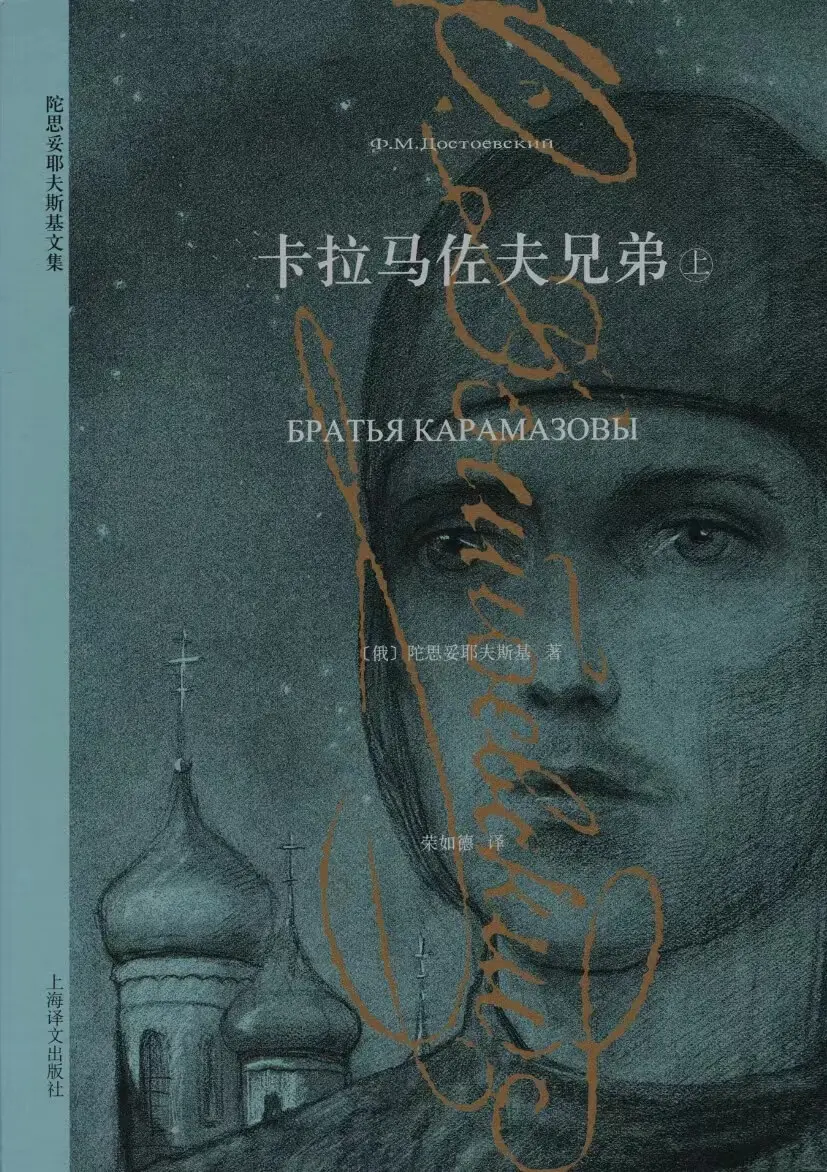 陀思妥耶夫斯基文集
Ф.М.Достоевский
卡拉马佐夫兄弟 上
БРАТЬЯ КАРАМАЗОВЫ
〔俄〕陀思妥耶夫斯基 著
荣如德 译
上海译文出版社